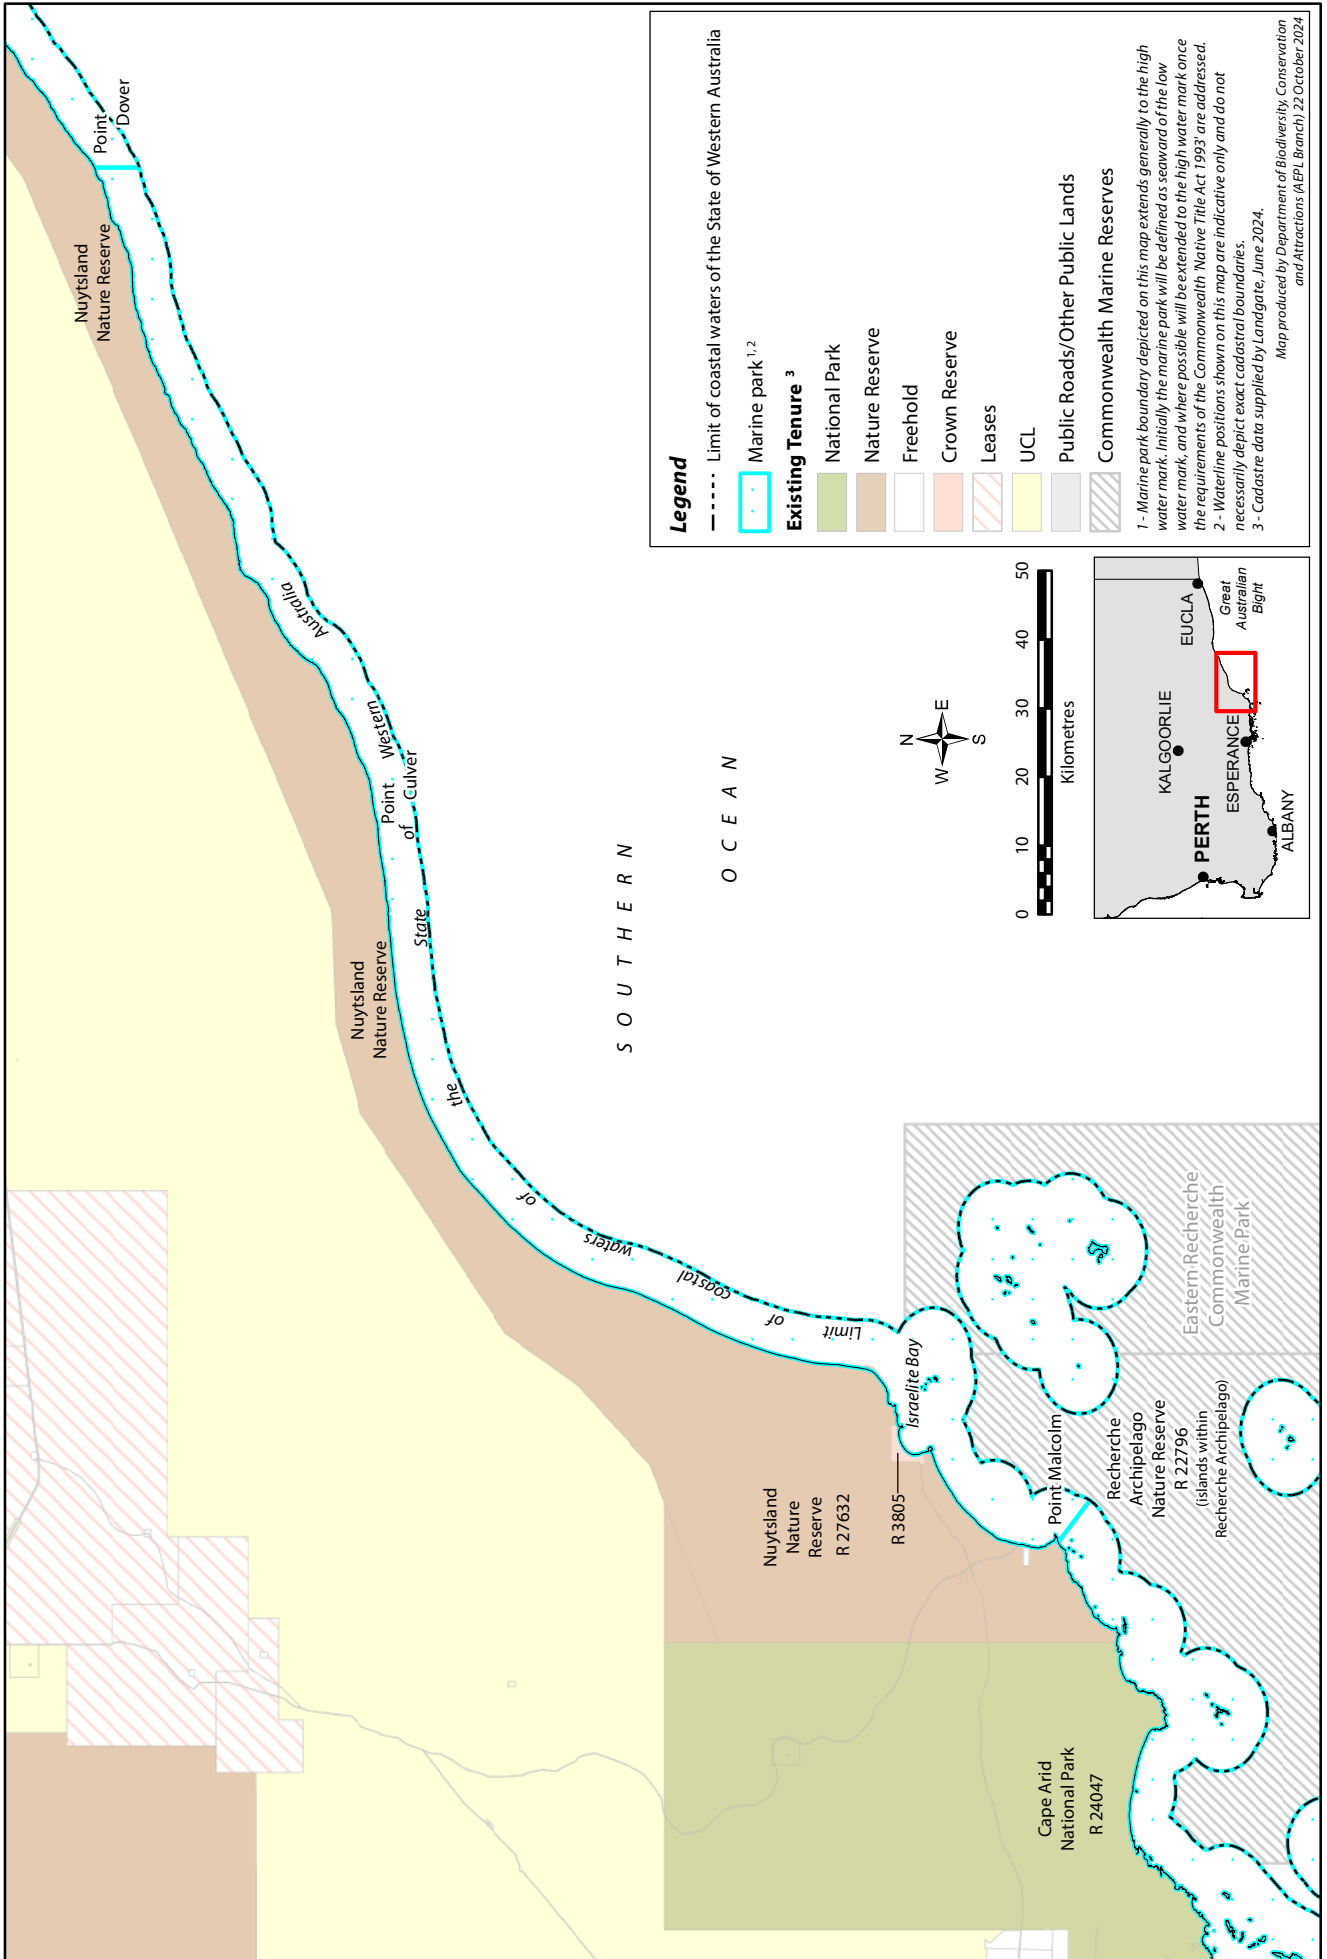 Point
Dover
Nuytsland
Nature Reserve
Nuytsland
Nature Reserve
Point
Culver
Limit
of
coastal
waters
of
the
State
of
Western
Australia
SOUTHERN
OCEAN
Israelite Bay
Nuytsland
Nature
Reserve
R 27632
R 3805
Point Malcolm
Recherche
Archipelago
Nature Reserve
R 22796
(islands within
Recherche Archipelago)
Eastern Recherche
Commonwealth
Marine Park
Cape Arid
National Park
R 24047
N
W
E
S
0 10 20 30 40 50
Kilometres
PERTH
KALGOORLIE
ESPERANCE
ALBANY
EUCLA
Great
Australian
Bight
Legend
Limit of coastal waters of the State of Western Australia
Marine park 1, 2
Existing Tenure 3
National Park
Nature Reserve
Freehold
Crown Reserve
Leases
UCL
Public Roads/Other Public Lands
Commonwealth Marine Reserves
1 - Marine park boundary depicted on this map extends generally to the high
water mark. Initially the marine park will be defined as seaward of the low
water mark, and where possible will be extended to the high water mark once
the requirements of the Commonwealth 'Native Title Act 1993' are addressed.
2 - Waterline positions shown on this map are indicative only and do not
necessarily depict exact cadastral boundaries.
3 - Cadastre data supplied by Landgate, June 2024.
Map produced by Department of Biodiversity, Conservation
and Attractions (AEPL Branch) 22 October 2024